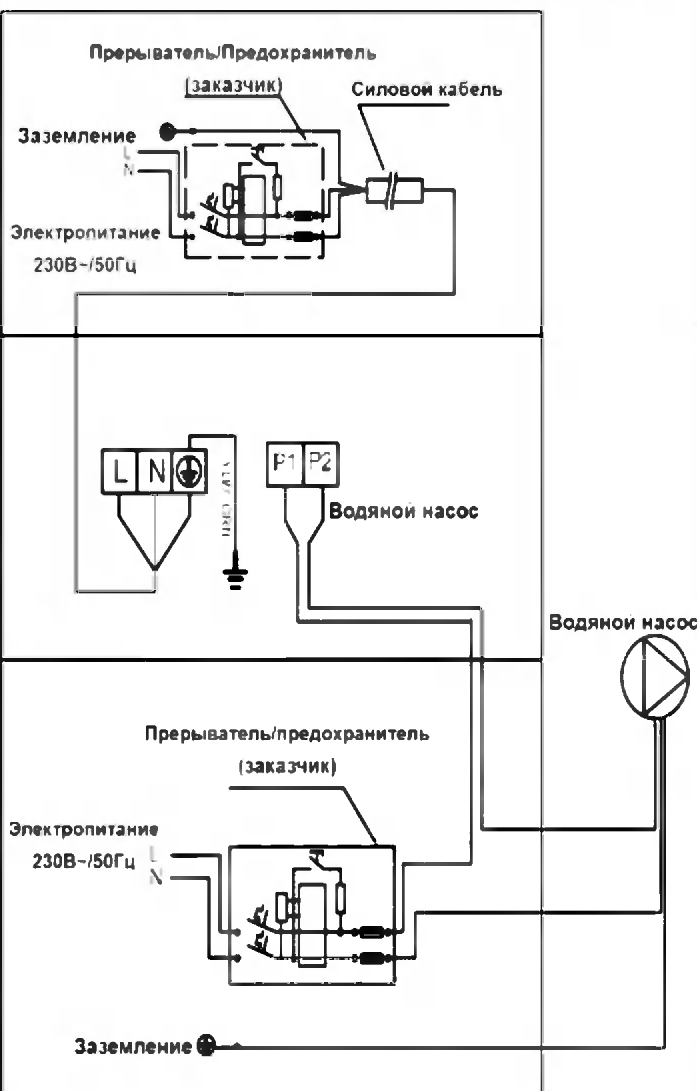 Прерыватель/Предохранитель
(заказчик)
Силовой кабель
Заземление
L
N
Электропитание
230В~/50Гц
L N
P1 P2
Водяной насос
Водяной насос
Прерыватель/предохранитель
(заказчик)
Электропитание
230В~/50Гц
L
N
Заземление